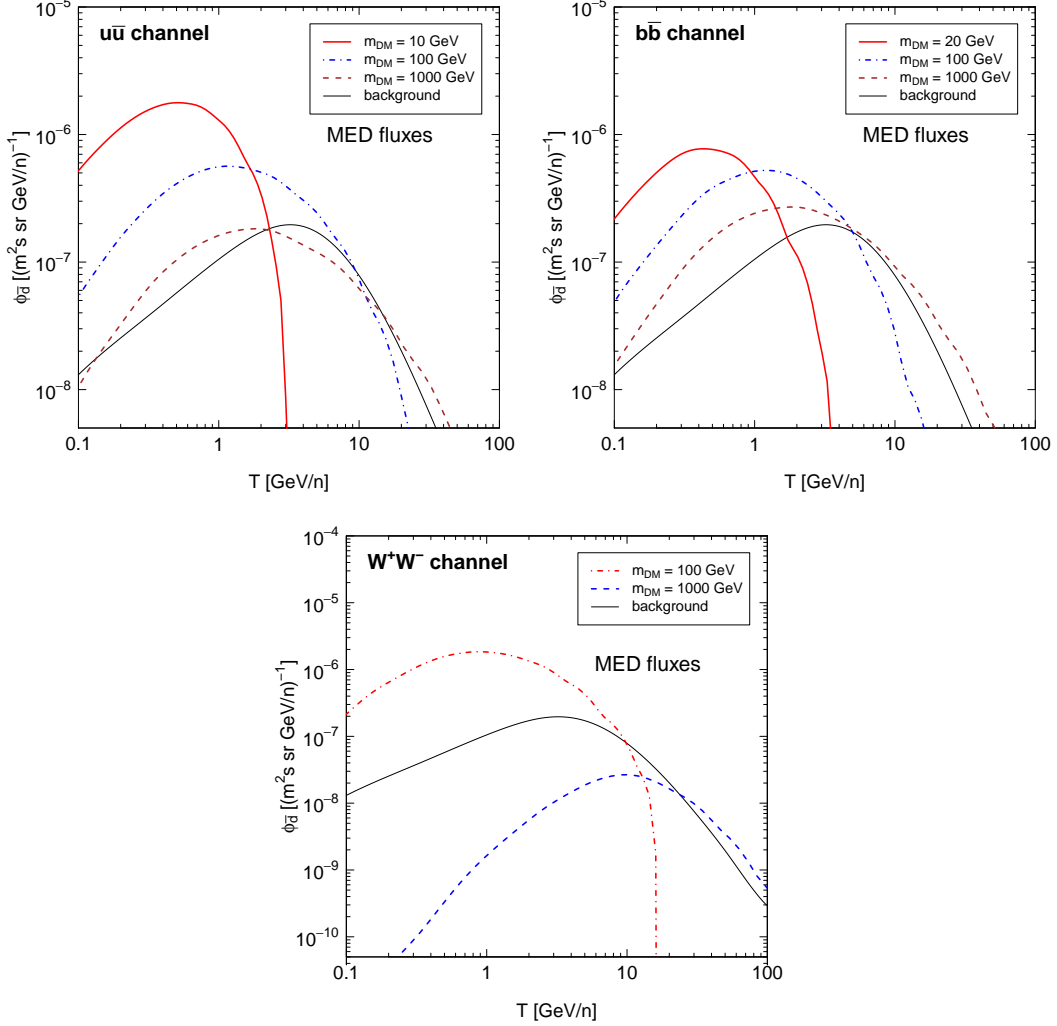 uū channel
m_DM = 10 GeV
m_DM = 100 GeV
m_DM = 1000 GeV
background
MED fluxes
10⁻⁵
10⁻⁶
10⁻⁷
10⁻⁸
ϕ_d̅ [(m²s sr GeV/n)⁻¹]
0.1 1 10 100
T [GeV/n]
bb̅ channel
m_DM = 20 GeV
m_DM = 100 GeV
m_DM = 1000 GeV
background
MED fluxes
10⁻⁵
10⁻⁶
10⁻⁷
10⁻⁸
ϕ_d̅ [(m²s sr GeV/n)⁻¹]
0.1 1 10 100
T [GeV/n]
W⁺W⁻ channel
m_DM = 100 GeV
m_DM = 1000 GeV
background
MED fluxes
10⁻⁴
10⁻⁵
10⁻⁶
10⁻⁷
10⁻⁸
10⁻⁹
10⁻¹⁰
ϕ_d̅ [(m²s sr GeV/n)⁻¹]
0.1 1 10 100
T [GeV/n]